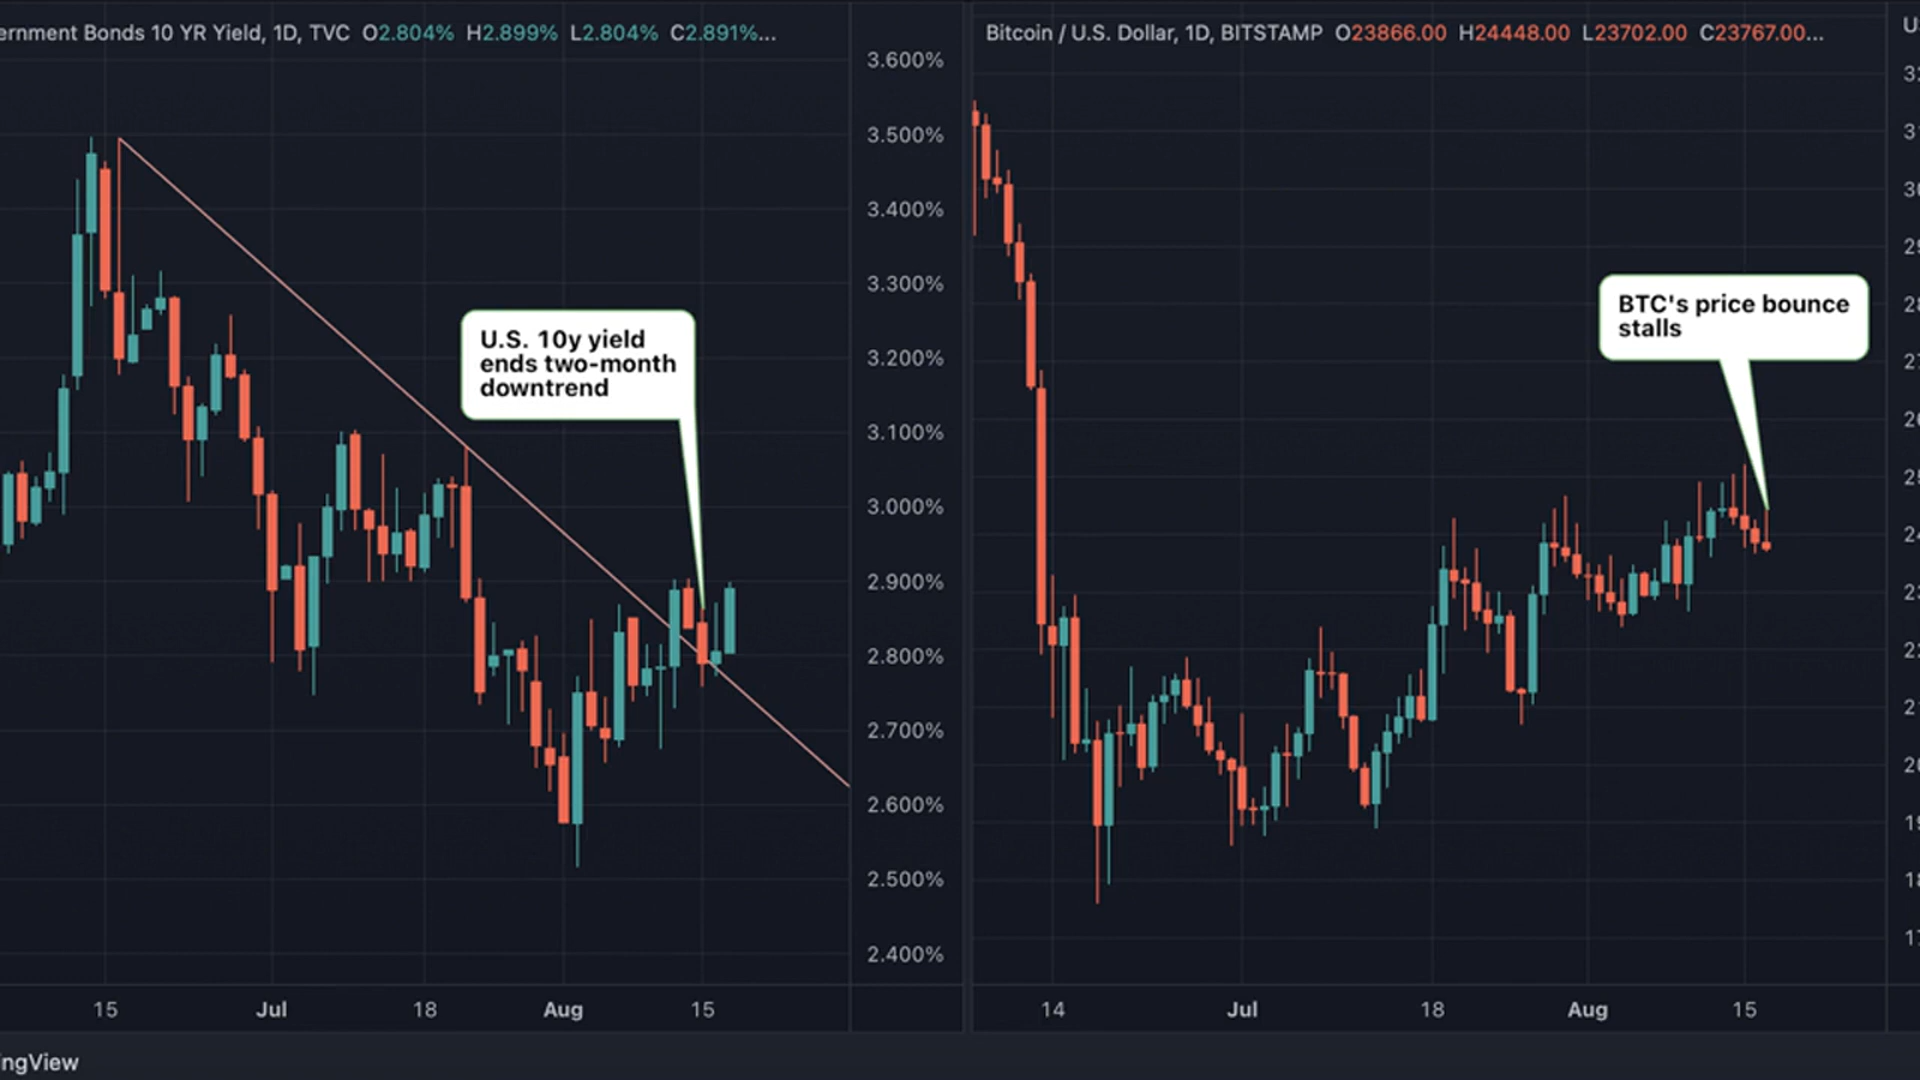 ernment Bonds 10 YR Yield, 1D, TVC O2.804% H2.899% L2.804% C2.891%...
3.600%
3.500%
3.400%
3.300%
3.200%
3.100%
3.000%
2.900%
2.800%
2.700%
2.600%
2.500%
2.400%
U.S. 10y yield
ends two-month
downtrend
15 Jul 18 Aug 15
Bitcoin / U.S. Dollar, 1D, BITSTAMP O23866.00 H24448.00 L23702.00 C23767.00...
BTC's price bounce
stalls
14 Jul 18 Aug 15
ngView